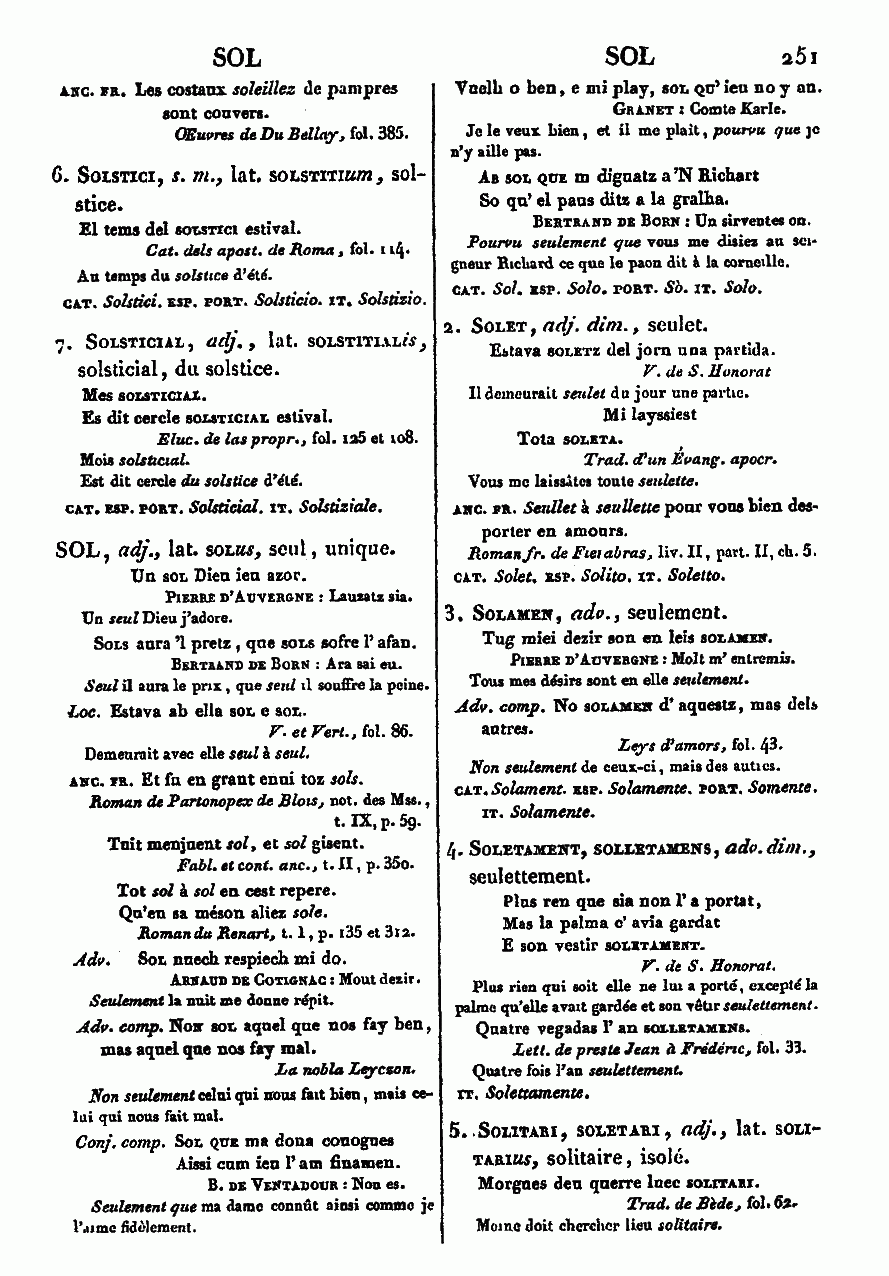 SOL
ANC. FR. Les costaux soleillez de pampres
sont couvers.
Œuvres de Du Bellay, fol. 385.
6. SOLSTICI, s. m., lat. SOLSTITIum, sol-
stice.
El tems del SOLSTICI estival.
Cat. dels apost. de Roma, fol. 114.
Au temps du solstice d'été.
CAT. Solstici. ESP. PORT. Solsticio. IT. Solstizio.
7. SOLSTICIAL, adj., lat. SOLSTITIALis,
solsticial, du solstice.
Mes SOLSTICIAL.
Es dit cercle SOLSTICIAL estival.
Eluc. de las propr., fol. 125 et 108.
Mois solsticial.
Est dit cercle du solstice d'été.
CAT. ESP. PORT. Solsticial. IT. Solstiziale.
SOL, adj., lat. SOLus, seul, unique.
Un SOL Dieu ieu azor.
PIERRE D'AUVERGNE : Lauzatz sia.
Un seul Dieu j'adore.
SOLS aura 'l pretz, que SOLS sofre l'afan.
BERTRAND DE BORN : Ara sai eu.
Seul il aura le prix, que seul il souffre la peine.
Loc. Estava ab ella SOL e SOL.
V. et Vert., fol. 86.
Demeurait avec elle seul à seul.
ANC. FR. Et fu en grant enui toz sols.
Roman de Partonopex de Blois, not. des Mss.,
t. IX, p. 59.
Tuit menjuent sol, et sol gisent.
Fabl. et cont. anc., t. II, p. 350.
Tot sol à sol en cest repere.
Qu'en sa méson aliez sole.
Roman du Renart, t. I, p. 135 et 312.
Adv. SOL nuech respiech mi do.
ARNAUD DE COTIGNAC : Mout dezir.
Seulement la nuit me donne répit.
Adv. comp. NON SOL aquel que nos fay ben,
mas aquel que nos fay mal.
La nobla Leyczon.
Non seulement celui qui nous fait bien, mais ce-
lui qui nous fait mal.
Conj. comp. SOL QUE ma dona conogues
Aissi cum ieu l'am finamen.
B. DE VENTADOUR : Non es.
Seulement que ma dame connût ainsi comme je
l'aime fidèlement.
SOL 251
Vuelh o ben, e mi play, SOL QU'ieu no y an.
GRANET : Comte Karle.
Je le veux bien, et il me plait, pourvu que je
n'y aille pas.
AB SOL QUE m dignatz a 'N Richart
So qu'el paus ditz a la gralha.
BERTRAND DE BORN : Un sirventes on.
Pourvu seulement que vous me disiez au sei-
gneur Richard ce que le paon dit à la corneille.
CAT. Sol. ESP. Solo. PORT. Sò. IT. Solo.
2. SOLET, adj. dim., seulet.
Estava SOLETZ del jorn una partida.
V. de S. Honorat
Il demeurait seulet du jour une partie.
Mi layssiest
Tota SOLETA.
Trad. d'un Évang. apocr.
Vous me laissâtes toute seulette.
ANC. FR. Seullet à seullette pour vous bien des-
porter en amours.
Roman fr. de Fierabras, liv. II, part. II, ch. 5.
CAT. Solet. ESP. Solito. IT. Soletto.
3. SOLAMEN, adv., seulement.
Tug miei dezir son en leis SOLAMEN.
PIERRE D'AUVERGNE : Molt m'entremis.
Tous mes désirs sont en elle seulement.
Adv. comp. No SOLAMEN d'aquestz, mas dels
autres.
Leys d'amors, fol. 43.
Non seulement de ceux-ci, mais des autres.
CAT. Solament. ESP. Solamente. PORT. Somente.
IT. Solamente.
4. SOLETAMENT, SOLLETAMENS, adv. dim.,
seulettement.
Plus ren que sia non l'a portat,
Mas la palma c'avia gardat
E son vestir SOLETAMENT.
V. de S. Honorat.
Plus rien qui soit elle ne lui a porté, excepté la
palme qu'elle avait gardée et son vêtir seulettement.
Quatre vegadas l'an SOLLETAMENS.
Lett. de preste Jean à Frédéric, fol. 33.
Quatre fois l'an seulettement.
IT. Solettamente.
5. SOLITARI, SOLETARI, adj., lat. SOLI-
TARIUS, solitaire, isolé.
Morgues deu querre luec SOLITARI.
Trad. de Bède, fol. 62.
Moine doit chercher lieu solitaire.